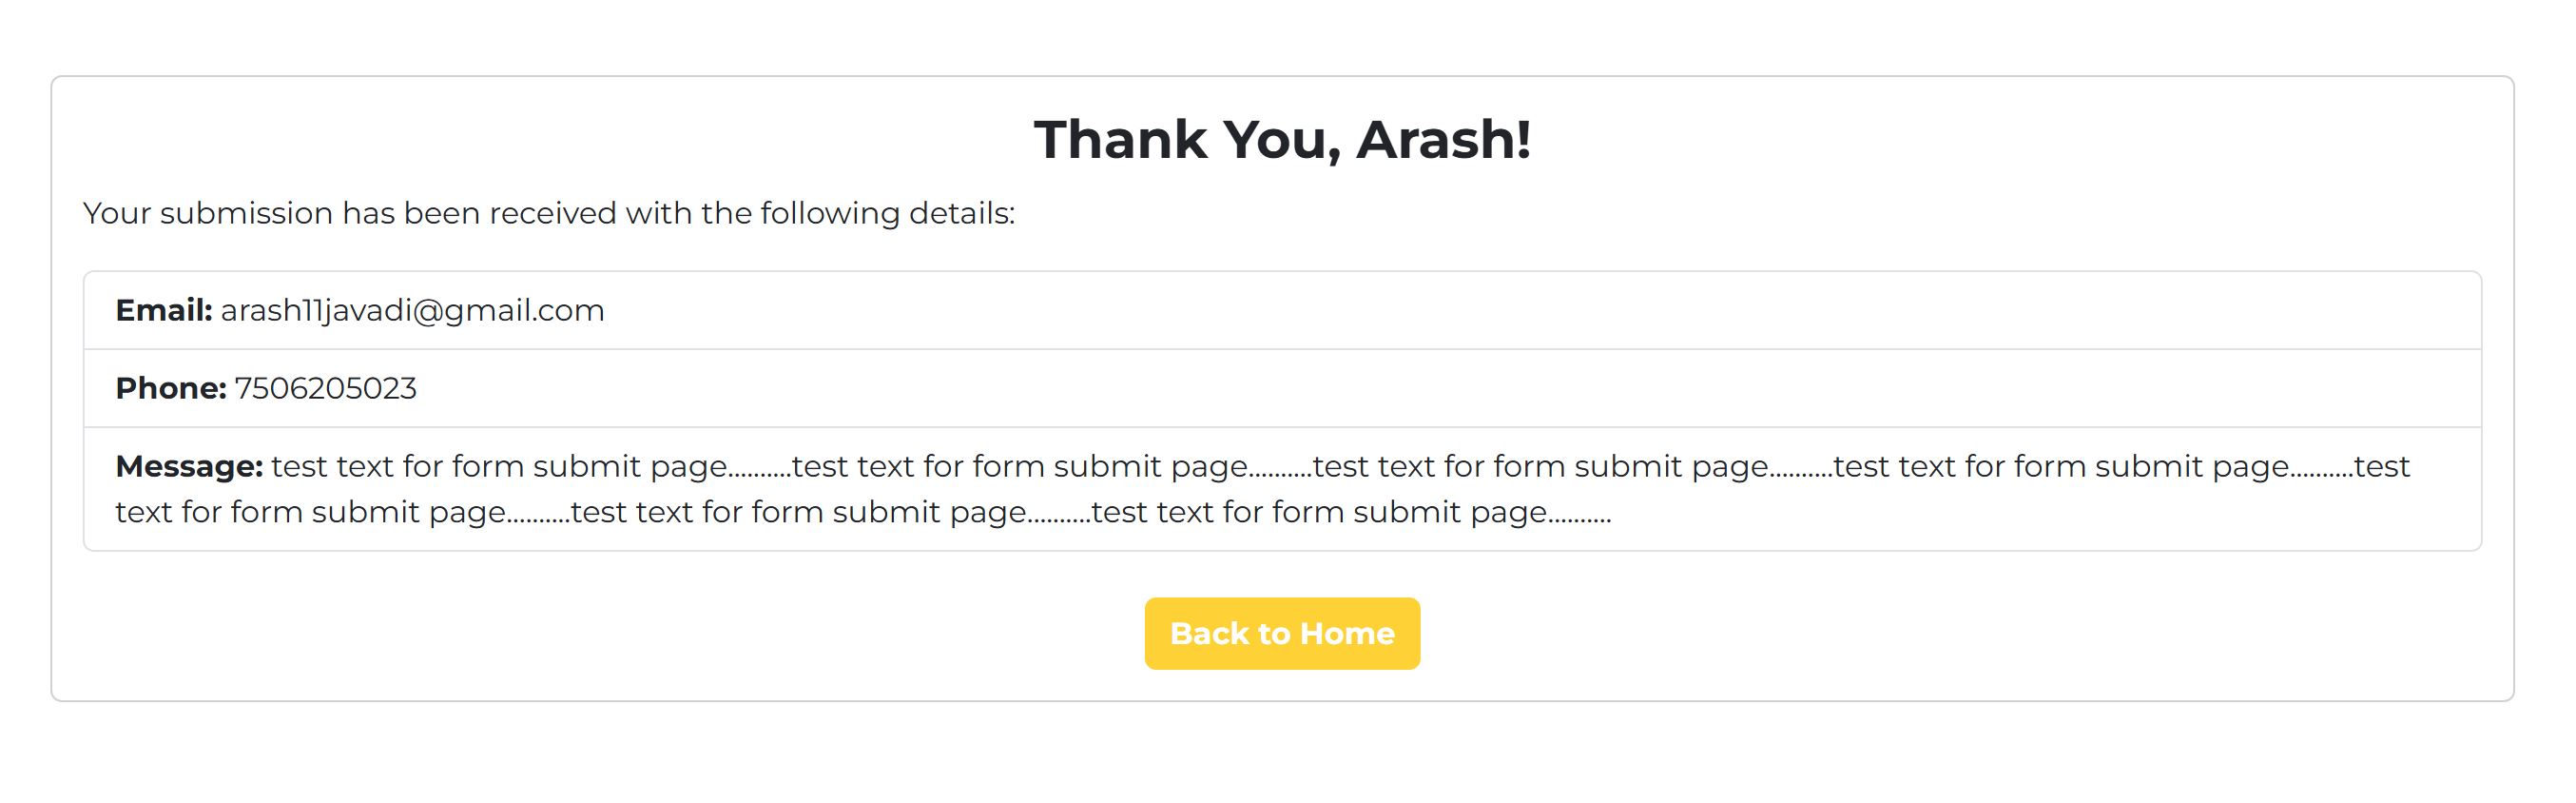 Thank You, Arash!
Your submission has been received with the following details:
Email: arash11javadi@gmail.com
Phone: 7506205023
Message: test text for form submit page..........test text for form submit page..........test text for form submit page..........test text for form submit page..........test
text for form submit page..........test text for form submit page..........test text for form submit page..........
Back to Home